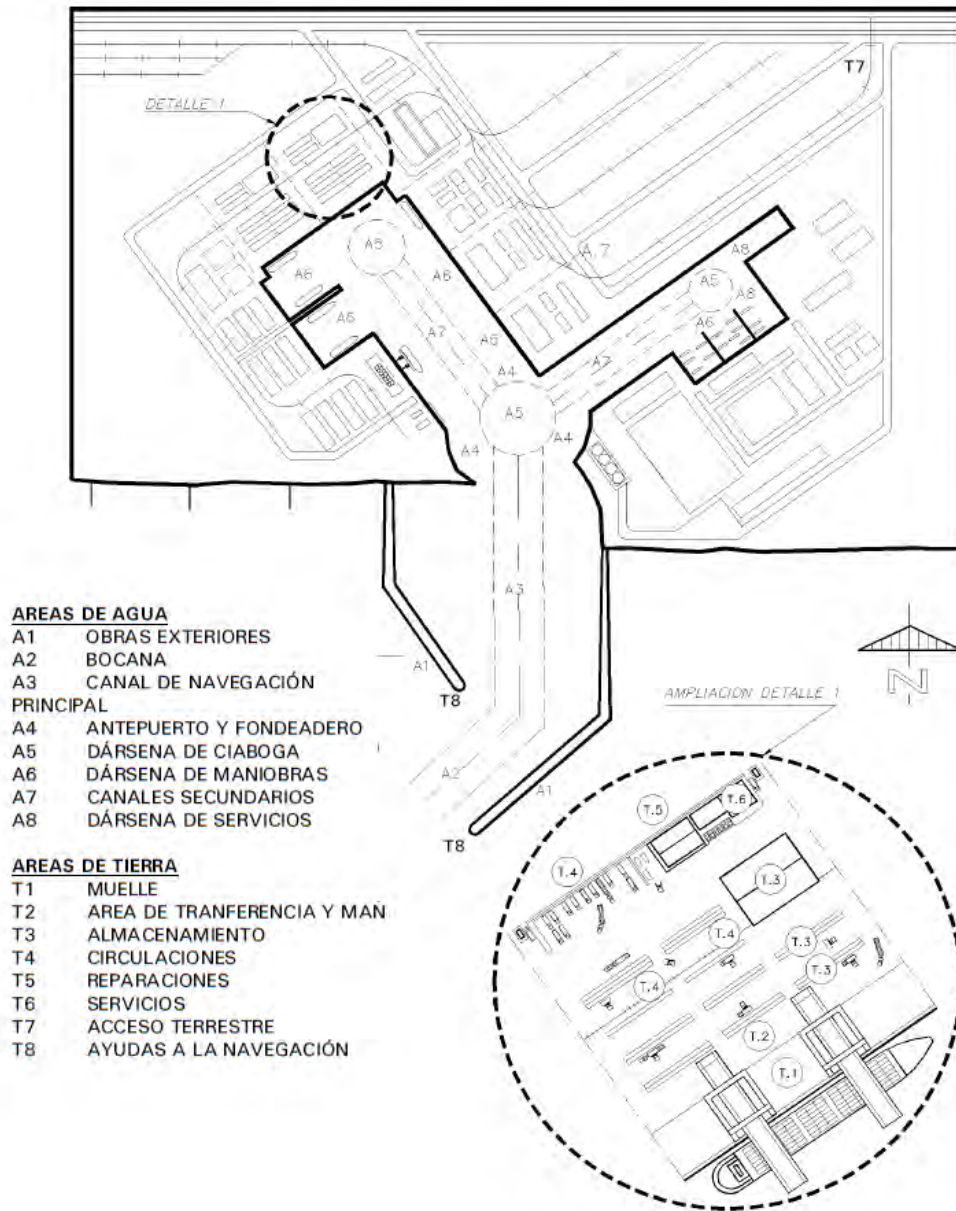 T7
DETALLE 1
A5
A6
A6
A.7
A8
A5
A8
A6
A6
A7
A5
A6
A4
A7
A5
A4
A4
A3
AREAS DE AGUA
A1 OBRAS EXTERIORES
A2 BOCANA
A3 CANAL DE NAVEGACIÓN
PRINCIPAL
A4 ANTEPUERTO Y FONDEADERO
A5 DÁRSENA DE CIABOGA
A6 DÁRSENA DE MANIOBRAS
A7 CANALES SECUNDARIOS
A8 DÁRSENA DE SERVICIOS
A1
T8
N
AMPLIACION DETALLE 1
A2
A1
T8
AREAS DE TIERRA
T1 MUELLE
T2 AREA DE TRANFERENCIA Y MAN
T3 ALMACENAMIENTO
T4 CIRCULACIONES
T5 REPARACIONES
T6 SERVICIOS
T7 ACCESO TERRESTRE
T8 AYUDAS A LA NAVEGACIÓN
T.6
T.5
T.4
T.3
T.4
T.3
T.3
T.4
T.2
T.1